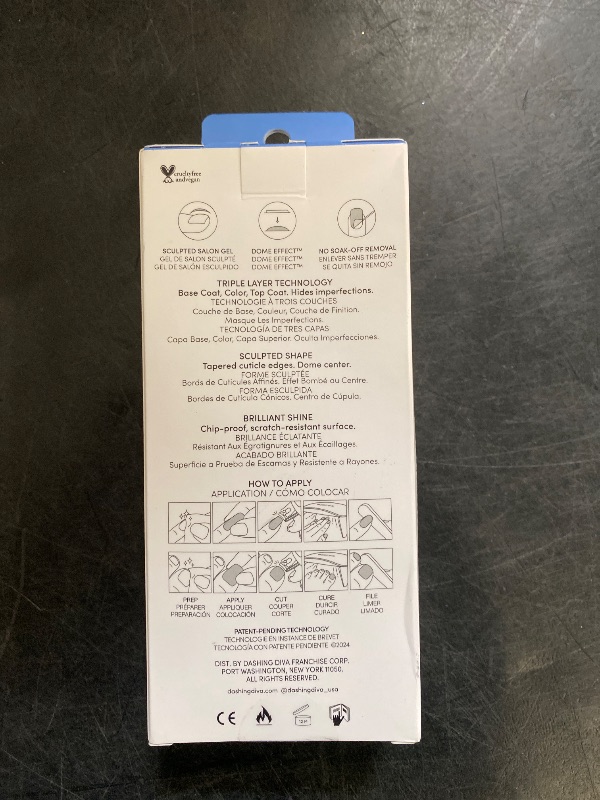 crueltyfree
andvegan
SCULPTED SALON GEL
GEL DE SALON SCULPTÉ
GEL DE SALÓN ESCULPIDO
DOME EFFECT™
DOME EFFECT™
DOME EFFECT™
NO SOAK-OFF REMOVAL
ENLEVER SANS TREMPER
SE QUITA SIN REMOJO
TRIPLE LAYER TECHNOLOGY
Base Coat, Color, Top Coat. Hides imperfections.
TECHNOLOGIE À TROIS COUCHES
Couche de Base, Couleur, Couche de Finition.
Masque Les Imperfections.
TECNOLOGÍA DE TRES CAPAS
Capa Base, Color, Capa Superior. Oculta Imperfecciones.
SCULPTED SHAPE
Tapered cuticle edges. Dome center.
FORME SCULPTÉE
Bords de Cuticules Affinés. Effet Bombé au Centre.
FORMA ESCULPIDA
Bordes de Cutícula Cónicos. Centro de Cúpula.
BRILLIANT SHINE
Chip-proof, scratch-resistant surface.
BRILLANCE ÉCLATANTE
Résistant Aux Égratignures et Aux Écaillages.
ACABADO BRILLANTE
Superficie a Prueba de Escamas y Resistente a Rayones.
HOW TO APPLY
APPLICATION / CÓMO COLOCAR
PREP
PRÉPARER
PREPARACIÓN
APPLY
APPLIQUER
COLOCACIÓN
CUT
COUPER
CORTE
CURE
DURCIR
CURADO
FILE
LIMER
LIMADO
PATENT-PENDING TECHNOLOGY
TECHNOLOGIE EN INSTANCE DE BREVET
TECNOLOGÍA CON PATENTE PENDIENTE ©2024
DIST. BY DASHING DIVA FRANCHISE CORP.
PORT WASHINGTON, NEW YORK 11050.
ALL RIGHTS RESERVED.
dashingdiva.com @dashingdiva_usa
CE
12M